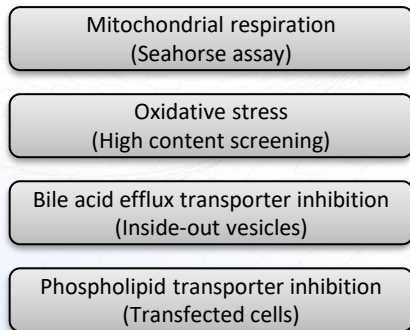 Mitochondrial respiration
(Seahorse assay)
Oxidative stress
(High content screening)
Bile acid efflux transporter inhibition
(Inside-out vesicles)
Phospholipid transporter inhibition
(Transfected cells)